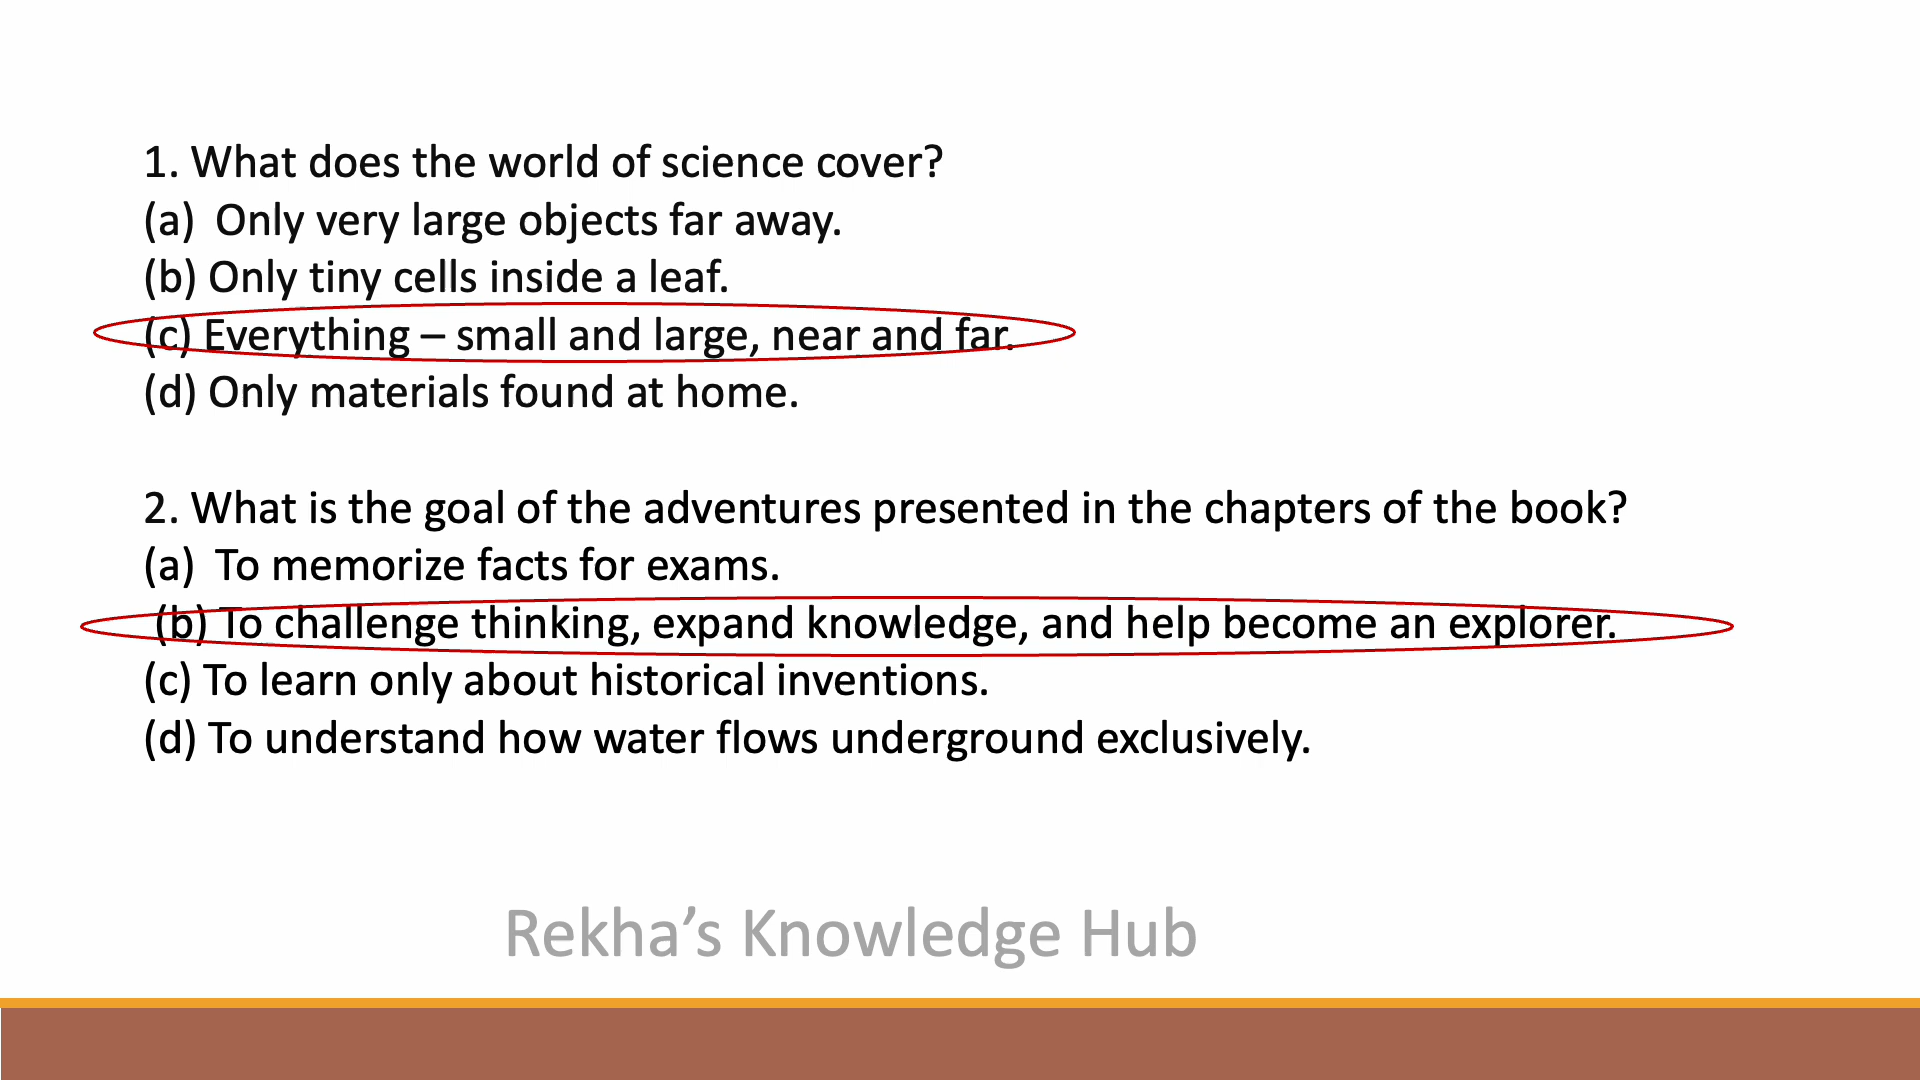 1. What does the world of science cover?
(a) Only very large objects far away.
(b) Only tiny cells inside a leaf.
(c) Everything – small and large, near and far.
(d) Only materials found at home.
2. What is the goal of the adventures presented in the chapters of the book?
(a) To memorize facts for exams.
(b) To challenge thinking, expand knowledge, and help become an explorer.
(c) To learn only about historical inventions.
(d) To understand how water flows underground exclusively.
Rekha’s Knowledge Hub